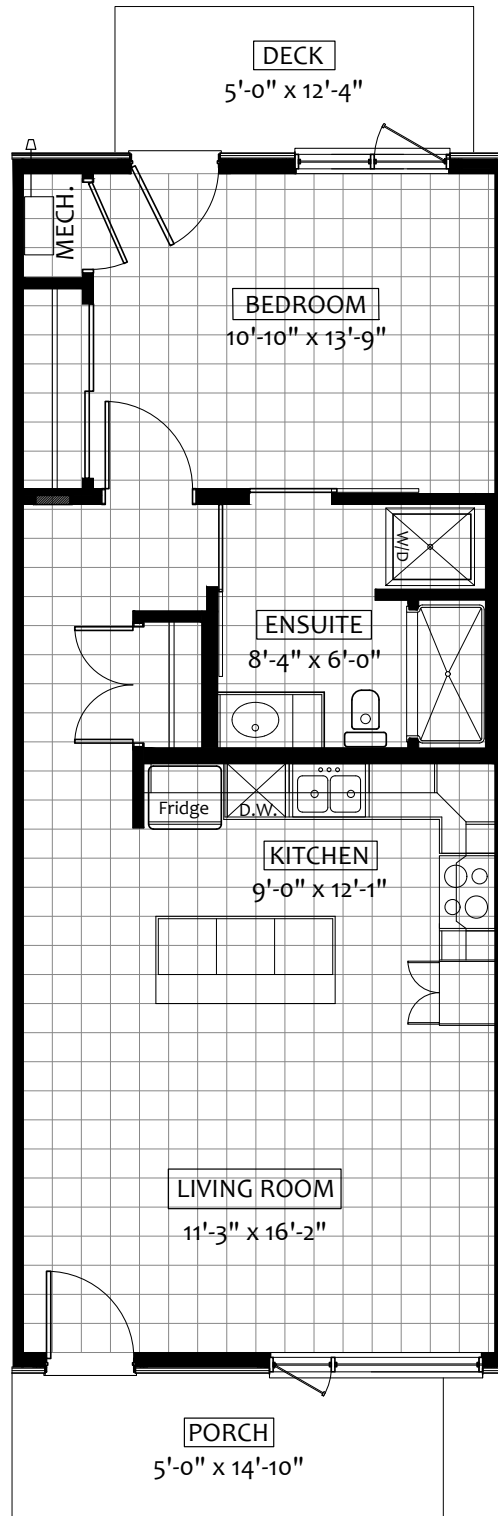 DECK
5'-0" x 12'-4"
MECH.
BEDROOM
10'-10" x 13'-9"
W/D
ENSUITE
8'-4" x 6'-0"
Fridge
D.W.
KITCHEN
9'-0" x 12'-1"
LIVING ROOM
11'-3" x 16'-2"
PORCH
5'-0" x 14'-10"